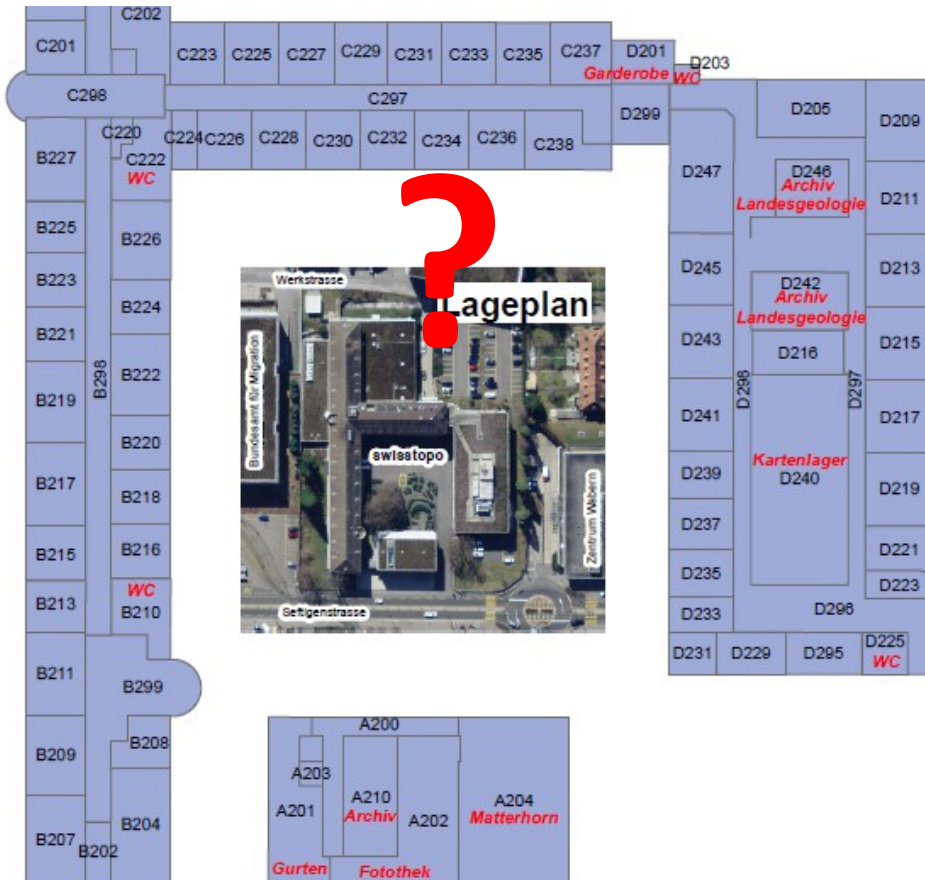 C202
C201
C223 C225 C227 C229 C231 C233 C235 C237 D201
D203
Garderobe WC
C298
C297
D205
D209
D299
C220
C224 C226 C228 C230 C232 C234 C236 C238
B227
C222
WC
D247
D246
Archiv
Landesgeologie
D211
B225
B226
?
B223
D245
D213
Werkstrasse
D242
Archiv
Landesgeologie
B224
Lageplan
B221
D243
D215
D216
B298
B222
Bundesamt für Migration
B219
D298
D297
D241
D217
B220
swisstopo
Kartenlager
D240
B217
D239
D219
B218
Zentrum Wabern
D237
B215
B216
D221
D235
D223
WC
B213
B210
Seftigenstrasse
D233
D296
D225
WC
B211
D231 D229 D295
B299
A200
B208
B209
A203
A201
A210
Archiv
A202
A204
Matterhorn
B207
B204
B202
Gurten
Fotothek